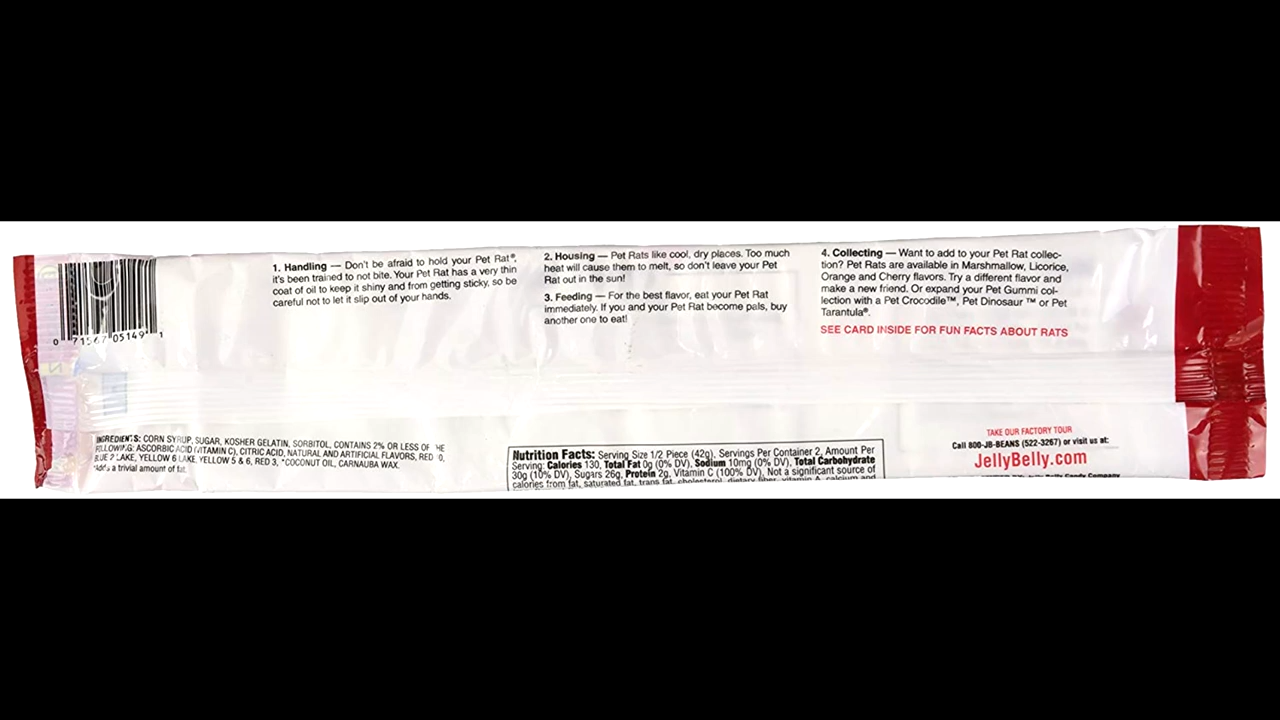 1. Handling — Don't be afraid to hold your Pet Rat®,
it's been trained to not bite. Your Pet Rat has a very thin
coat of oil to keep it shiny and from getting sticky, so be
careful not to let it slip out of your hands.
2. Housing — Pet Rats like cool, dry places. Too much
heat will cause them to melt, so don't leave your Pet
Rat out in the sun!
3. Feeding — For the best flavor, eat your Pet Rat
immediately. If you and your Pet Rat become pals, buy
another one to eat!
4. Collecting — Want to add to your Pet Rat collec-
tion? Pet Rats are available in Marshmallow, Licorice,
Orange and Cherry flavors. Try a different flavor and
make a new friend. Or expand your Pet Gummi col-
lection with a Pet Crocodile™, Pet Dinosaur ™ or Pet
Tarantula®.
SEE CARD INSIDE FOR FUN FACTS ABOUT RATS
0 71567 05149 1
INGREDIENTS: CORN SYRUP, SUGAR, KOSHER GELATIN, SORBITOL, CONTAINS 2% OR LESS OF THE
FOLLOWING: ASCORBIC ACID (VITAMIN C), CITRIC ACID, NATURAL AND ARTIFICIAL FLAVORS, RED 40,
BLUE 2 LAKE, YELLOW 6 LAKE, YELLOW 5 & 6, RED 3, *COCONUT OIL, CARNAUBA WAX.
*Adds a trivial amount of fat.
Nutrition Facts: Serving Size 1/2 Piece (42g), Servings Per Container 2, Amount Per
Serving: Calories 130, Total Fat 0g (0% DV), Sodium 10mg (0% DV), Total Carbohydrate
30g (10% DV), Sugars 26g, Protein 2g, Vitamin C (100% DV), Not a significant source of
calories from fat, saturated fat, trans fat, cholesterol, dietary fiber, vitamin A, calcium and
TAKE OUR FACTORY TOUR
Call 800-JB-BEANS (522-3267) or visit us at:
JellyBelly.com
Jelly Belly Candy Company